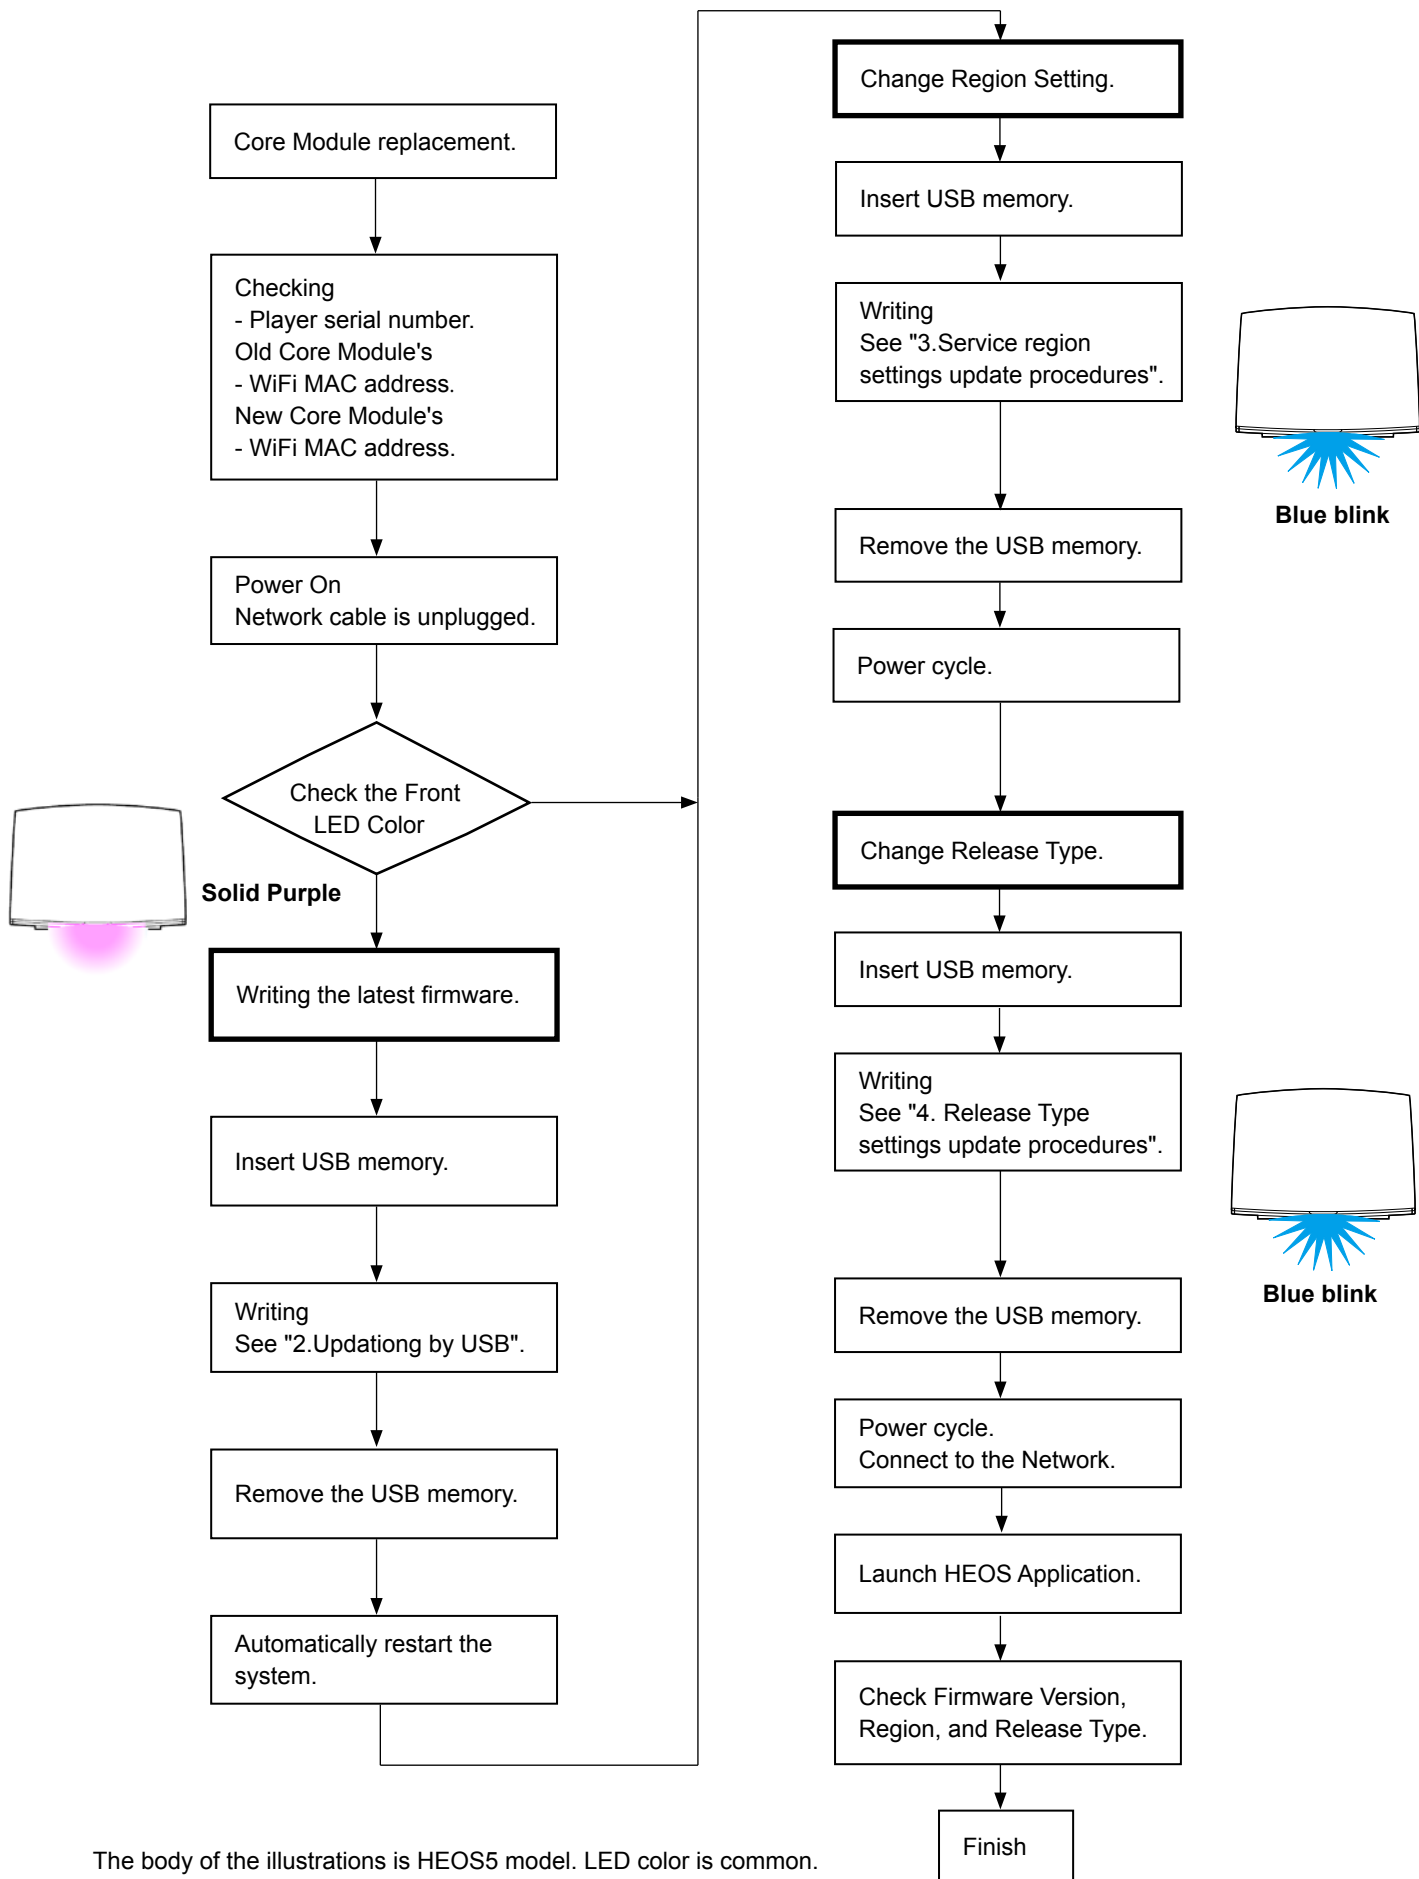 Core Module replacement.
Checking
- Player serial number.
Old Core Module's
- WiFi MAC address.
New Core Module's
- WiFi MAC address.
Power On
Network cable is unplugged.
Check the Front
LED Color
Solid Purple
Writing the latest firmware.
Insert USB memory.
Writing
See "2.Updationg by USB".
Remove the USB memory.
Automatically restart the
system.
Change Region Setting.
Insert USB memory.
Writing
See "3.Service region
settings update procedures".
Blue blink
Remove the USB memory.
Power cycle.
Change Release Type.
Insert USB memory.
Writing
See "4. Release Type
settings update procedures".
Blue blink
Remove the USB memory.
Power cycle.
Connect to the Network.
Launch HEOS Application.
Check Firmware Version,
Region, and Release Type.
Finish
The body of the illustrations is HEOS5 model. LED color is common.